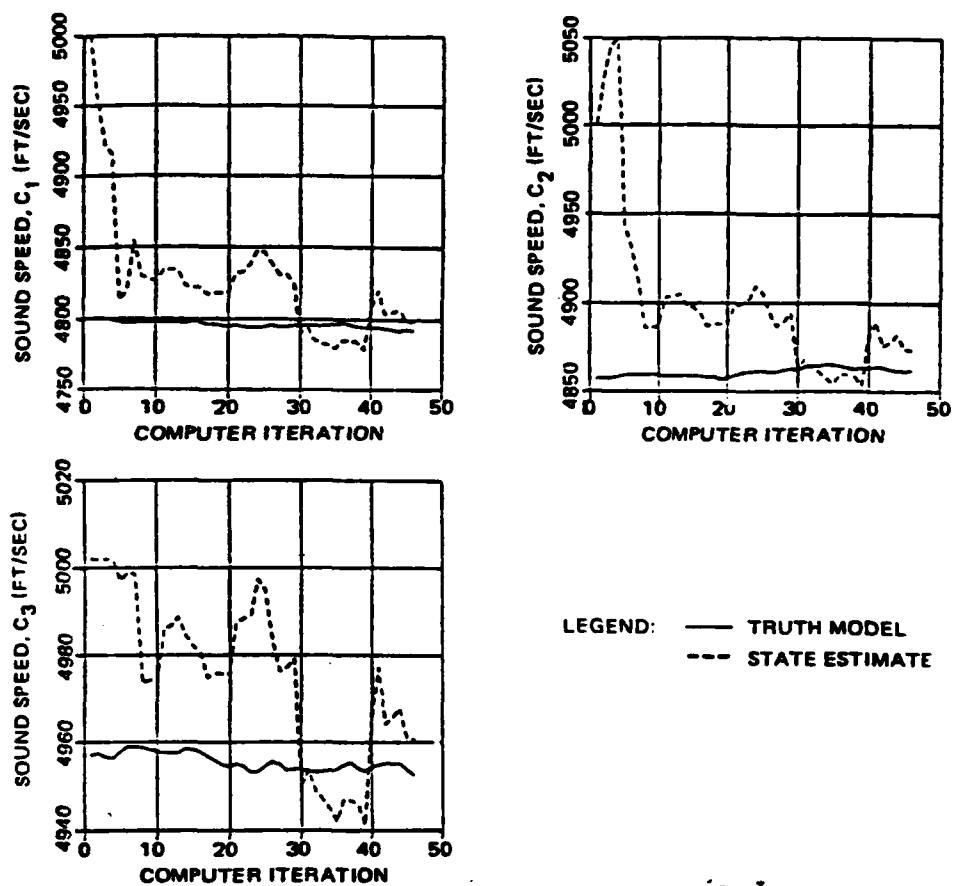 5000
4950
4900
4850
4800
4750
SOUND SPEED, C1 (FT/SEC)
0 10 20 30 40 50
COMPUTER ITERATION
5050
5000
4950
4900
4850
SOUND SPEED, C2 (FT/SEC)
0 10 20 30 40 50
COMPUTER ITERATION
5020
5000
4980
4960
4940
SOUND SPEED, C3 (FT/SEC)
0 10 20 30 40 50
COMPUTER ITERATION
LEGEND: TRUTH MODEL
STATE ESTIMATE